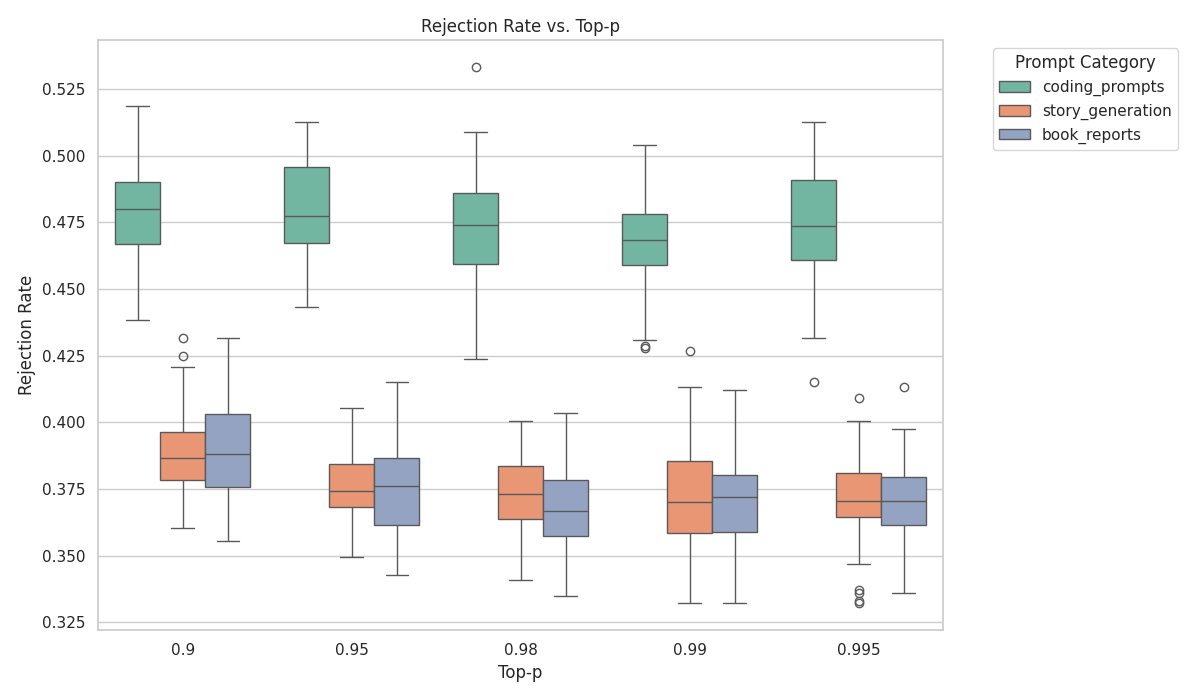 Rejection Rate vs. Top-p
Prompt Category
coding_prompts
story_generation
book_reports
Rejection Rate
0.525
0.500
0.475
0.450
0.425
0.400
0.375
0.350
0.325
0.9 0.95 0.98 0.99 0.995
Top-p